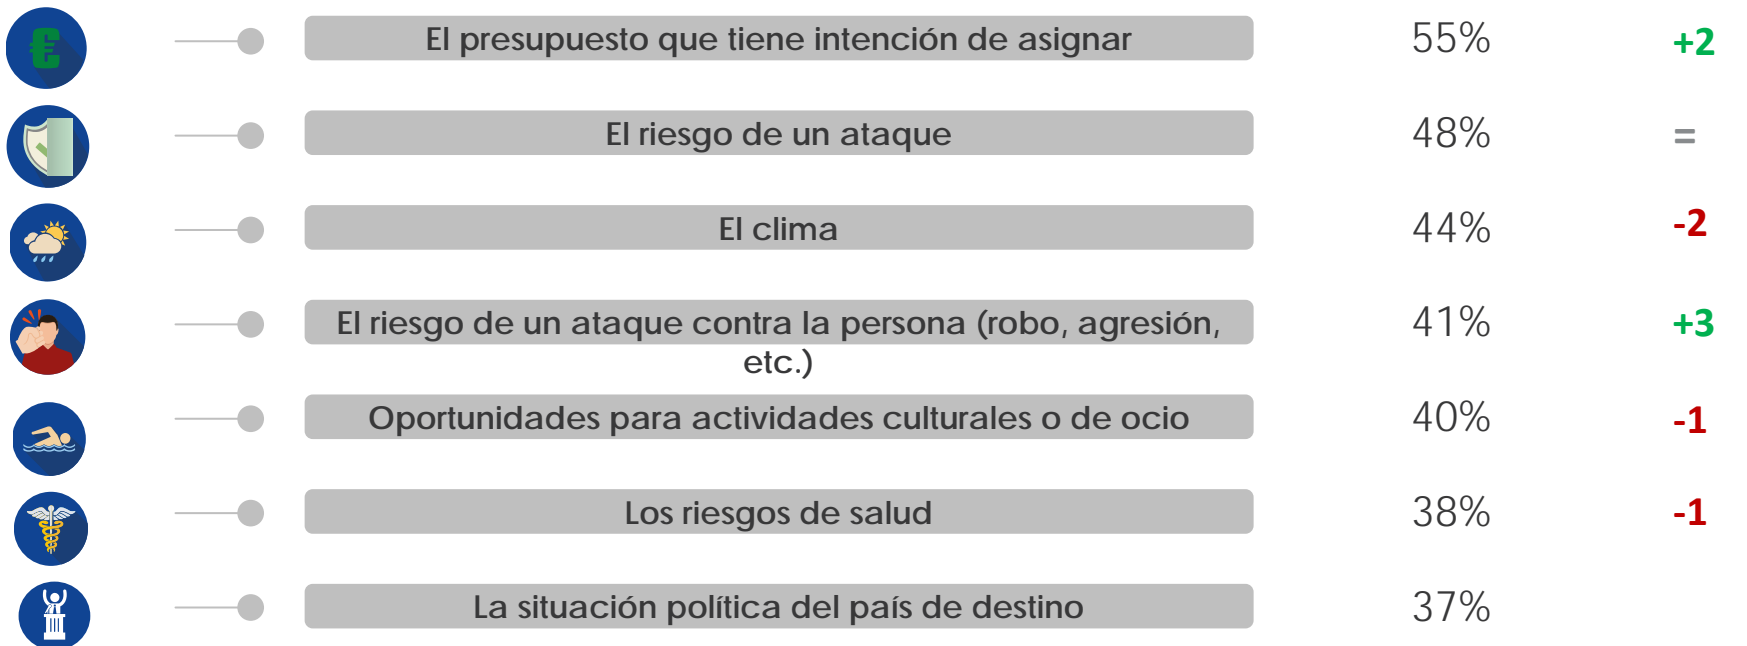 El presupuesto que tiene intención de asignar 55% +2
El riesgo de un ataque 48% =
El clima 44% -2
El riesgo de un ataque contra la persona (robo, agresión, 41% +3
etc.)
Oportunidades para actividades culturales o de ocio 40% -1
Los riesgos de salud 38% -1
La situación política del país de destino 37%